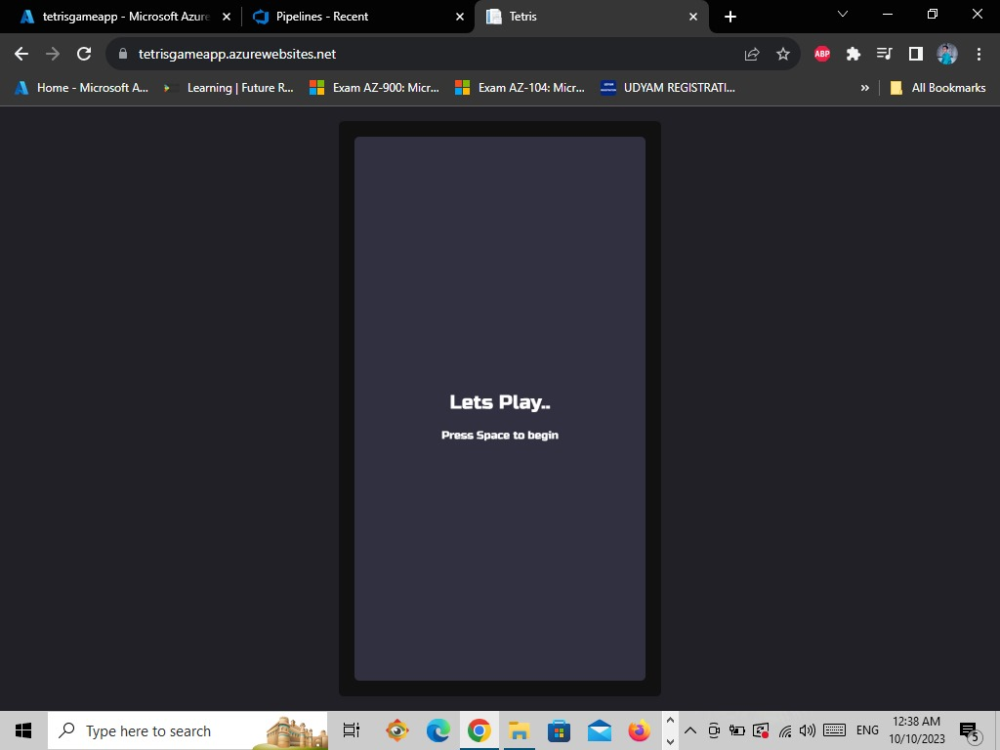 tetrisgameapp - Microsoft Azure
Pipelines - Recent
Tetris
tetrisgameapp.azurewebsites.net
ABP
Home - Microsoft A...
Learning | Future R...
Exam AZ-900: Micr...
Exam AZ-104: Micr...
UDYAM REGISTRATI...
»
All Bookmarks
Lets Play..
Press Space to begin
Type here to search
ENG
12:38 AM
10/10/2023
5